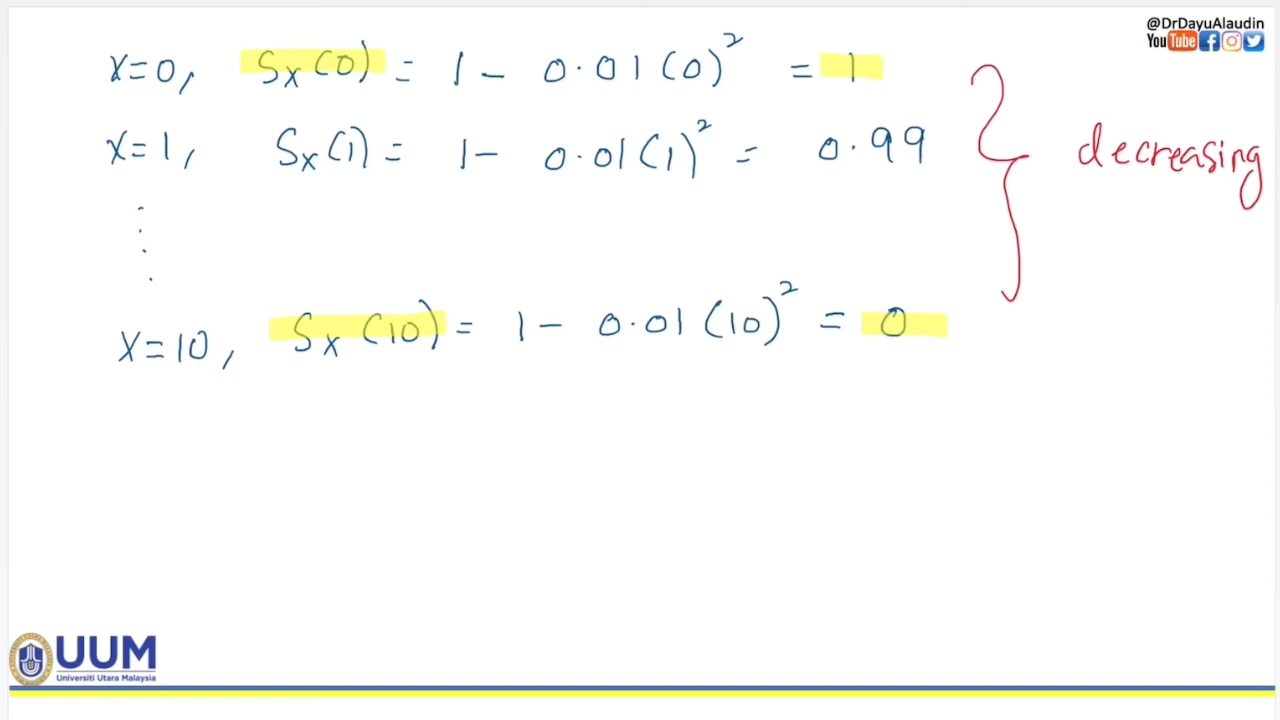 @DrDayuAlaudin
YouTube
x=0, Sx(0) = 1 - 0.01(0)² = 1
x=1, Sx(1) = 1 - 0.01(1)² = 0.99
decreasing
⋮
x=10, Sx(10) = 1 - 0.01(10)² = 0
UUM
Universiti Utara Malaysia